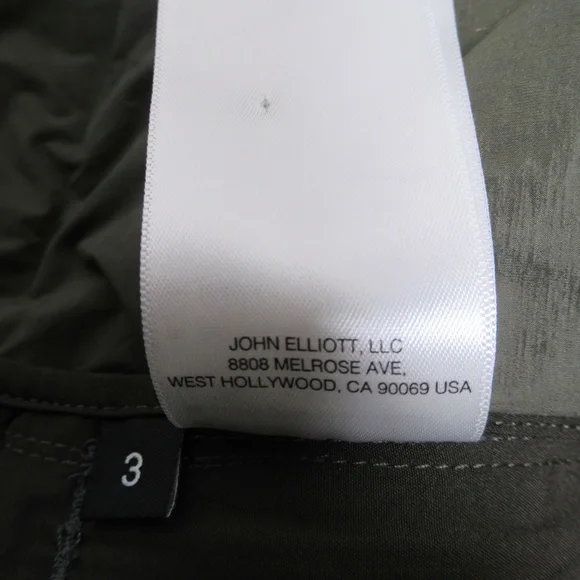 JOHN ELLIOTT, LLC
8808 MELROSE AVE,
WEST HOLLYWOOD, CA 90069 USA
3